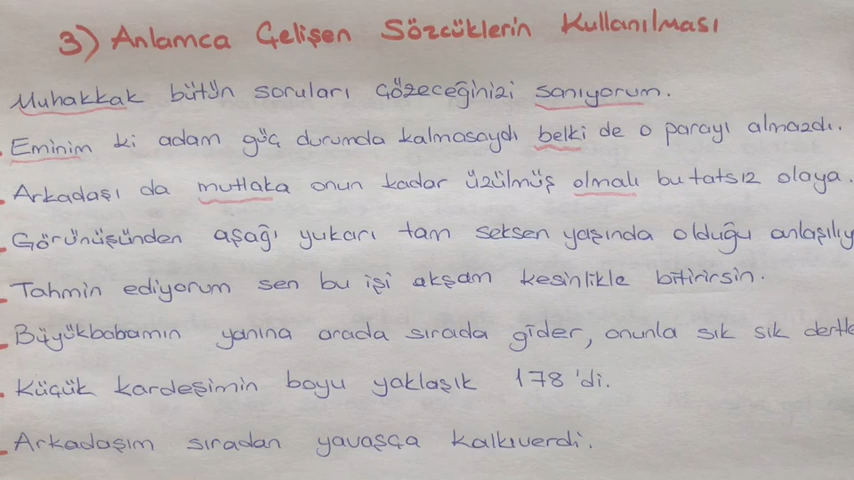 3) Anlamca Gelişen Sözcüklerin Kullanılması
Muhakkak bütün soruları çözeceğinizi sanıyorum.
Eminim ki adam güç durumda kalmasaydı belki de o parayı almazdı.
Arkadaşı da mutlaka onun kadar üzülmüş olmalı bu tatsız olaya.
Görünüşünden aşağı yukarı tam seksen yaşında olduğu
Tahmin ediyorum sen bu işi akşam kesinlikle bitirirsin.
Büyükbabamın yanına arada sırada gider, onunla sık sık
Küçük kardeşimin boyu yaklaşık 178'di.
Arkadaşım sıradan yavaşça kalkıverdi.